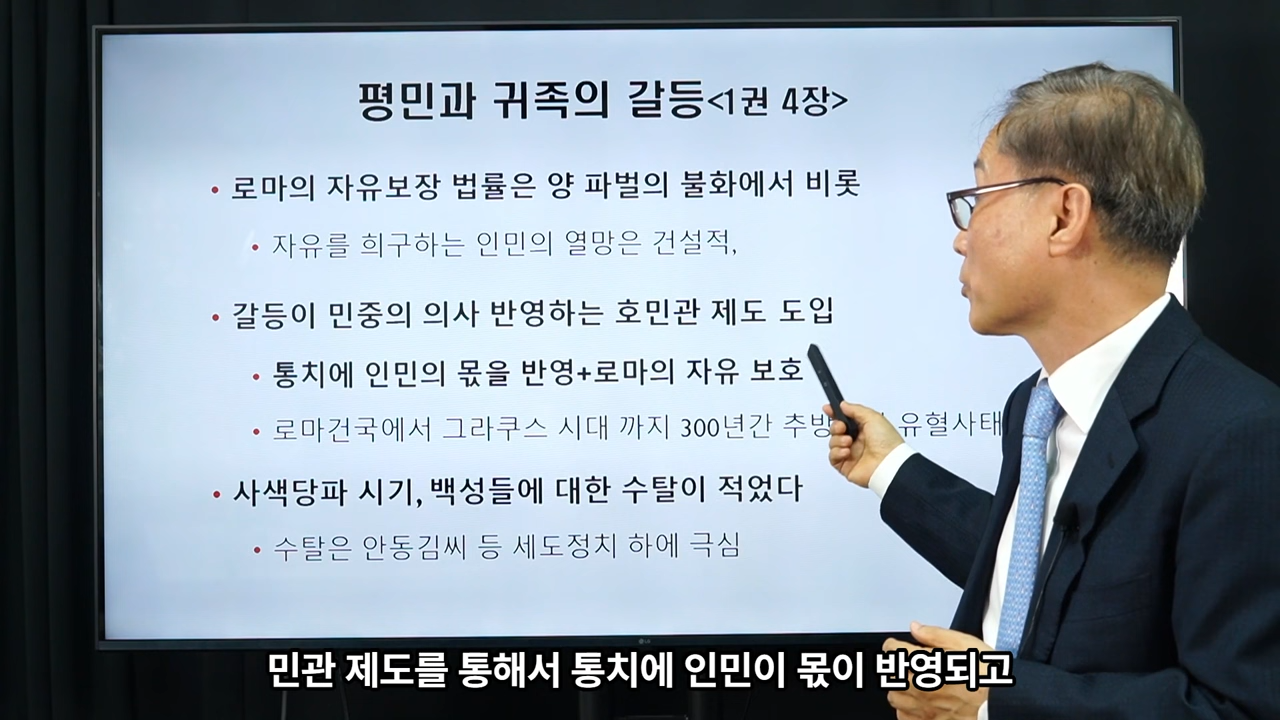 평민과 귀족의 갈등<1권 4장>
• 로마의 자유보장 법률은 양 파벌의 불화에서 비롯
• 자유를 희구하는 인민의 열망은 건설적,
• 갈등이 민중의 의사 반영하는 호민관 제도 도입
• 통치에 인민의 몫을 반영+로마의 자유 보호
• 로마건국에서 그라쿠스 시대 까지 300년간 유혈사태
• 사색당파 시기, 백성들에 대한 수탈이 적었다
• 수탈은 안동김씨 등 세도정치 하에 극심
LG
민관 제도를 통해서 통치에 인민이 몫이 반영되고